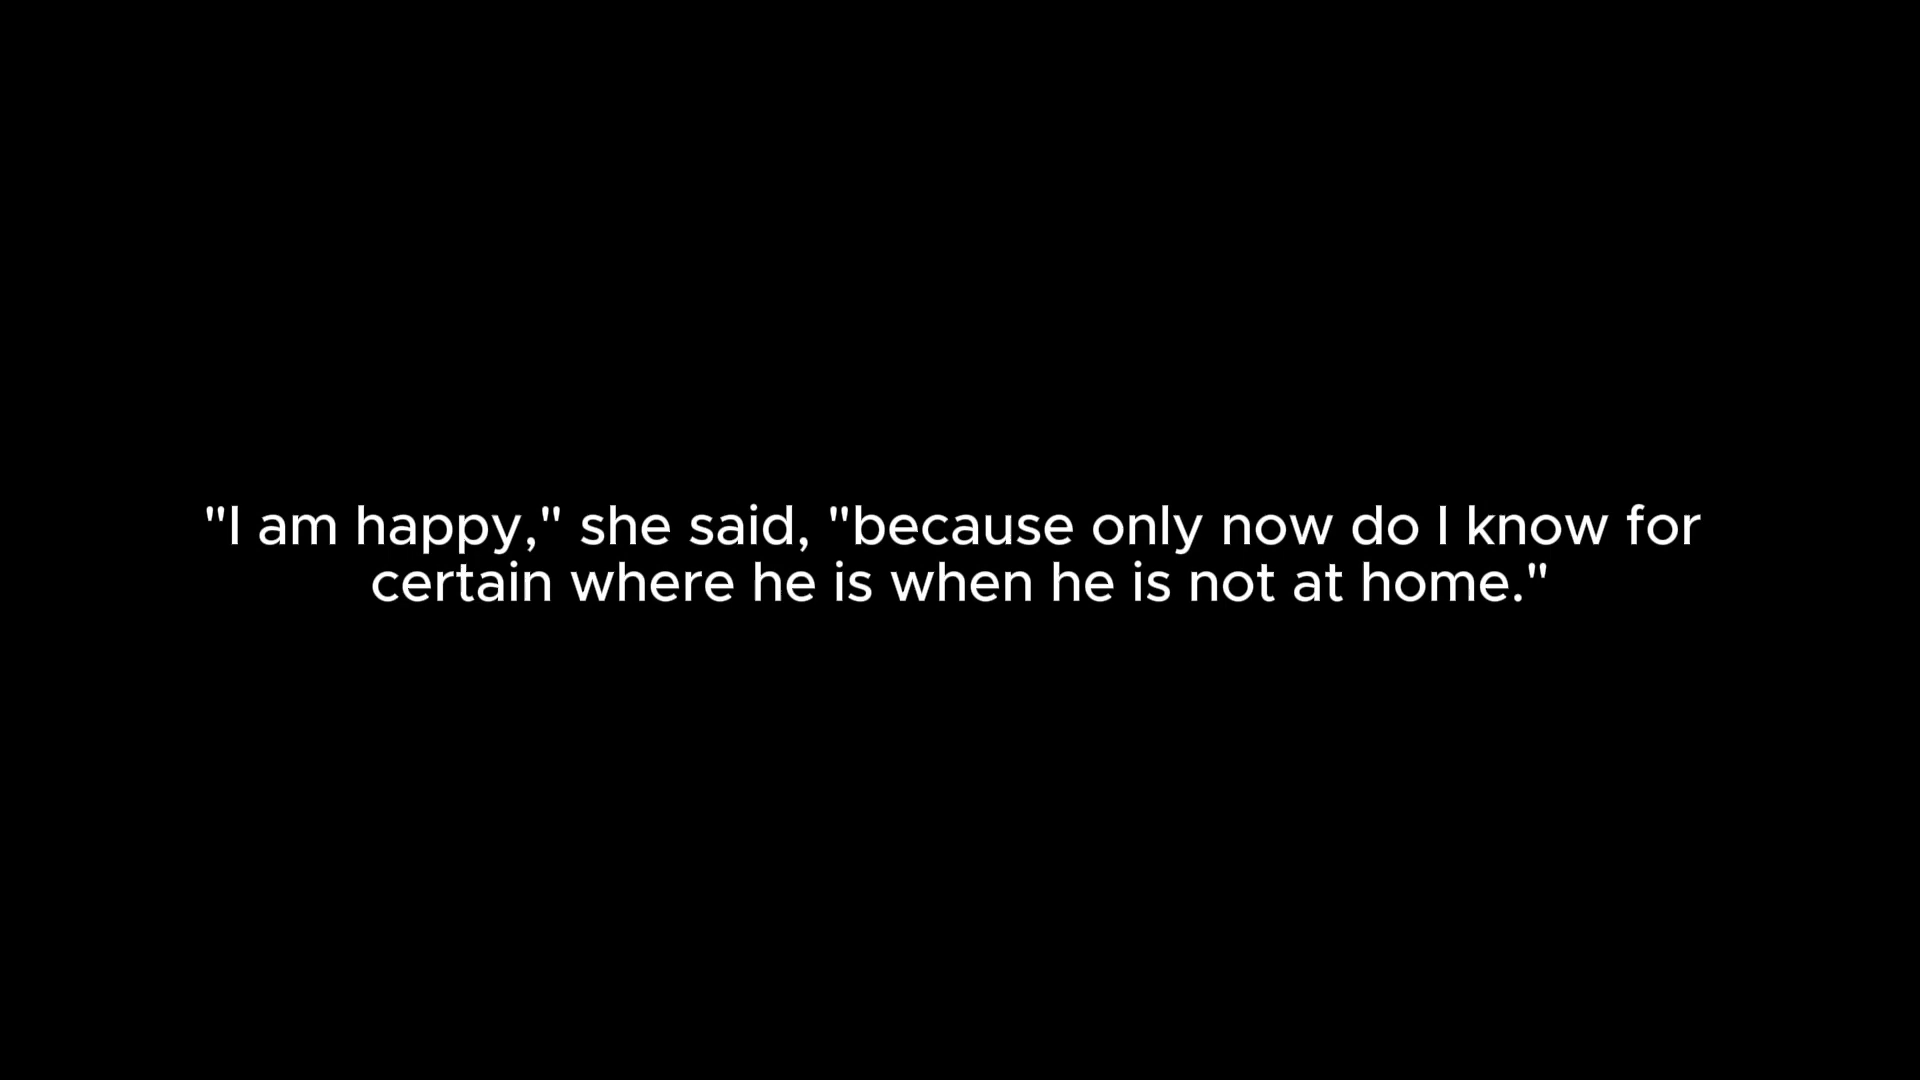 "I am happy," she said, "because only now do I know for
certain where he is when he is not at home."